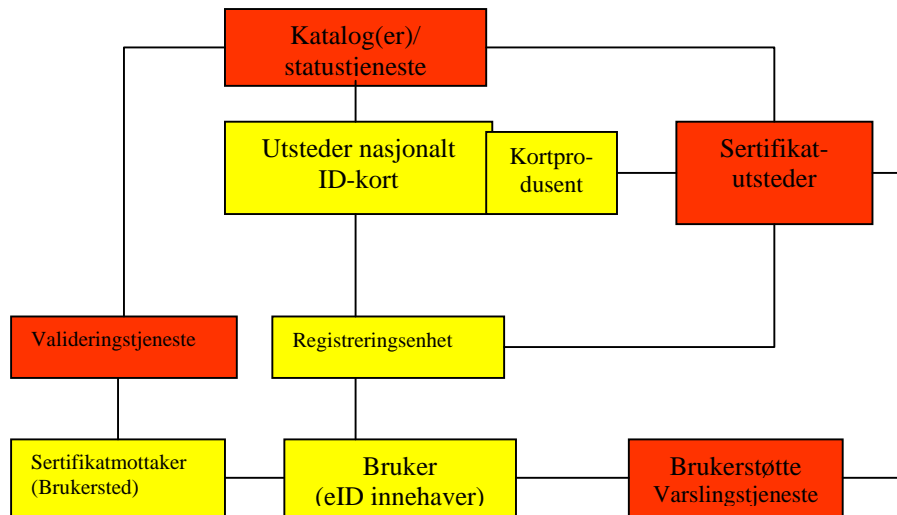 Katalog(er)/
statustjeneste
Utsteder nasjonalt
ID-kort
Kortpro-
dusent
Sertifikat-
utsteder
Valideringstjeneste
Registreringsenhet
Sertifikatmottaker
(Brukersted)
Bruker
(eID innehaver)
Brukerstøtte
Varslingstjeneste